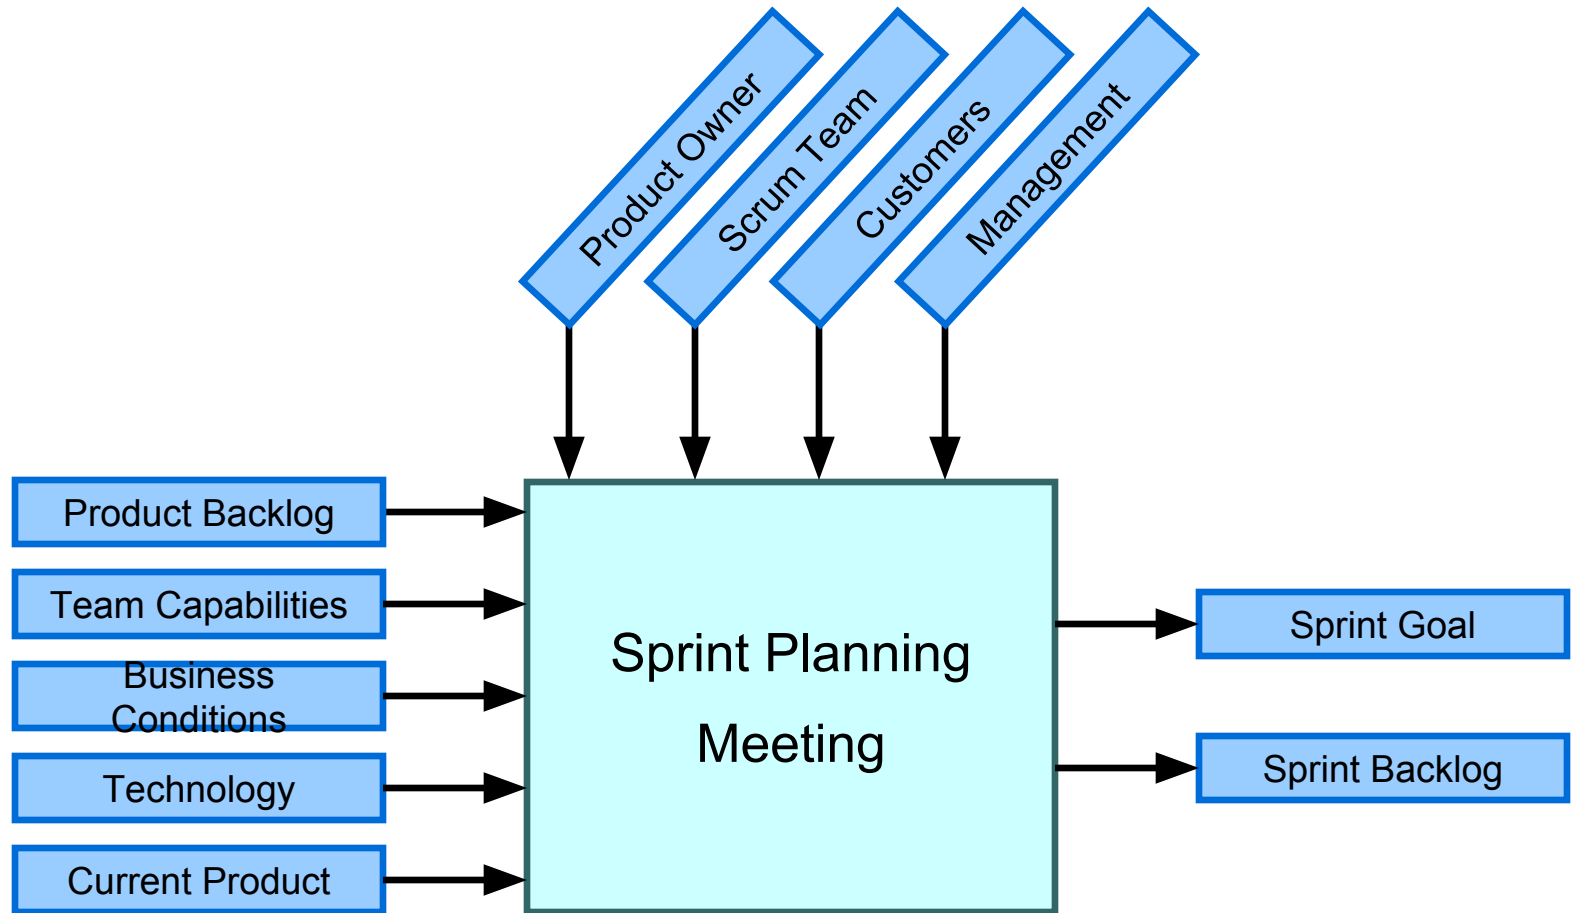 Product Owner
Scrum Team
Customers
Management
Product Backlog
Team Capabilities
Business
Conditions
Technology
Current Product
Sprint Planning
Meeting
Sprint Goal
Sprint Backlog